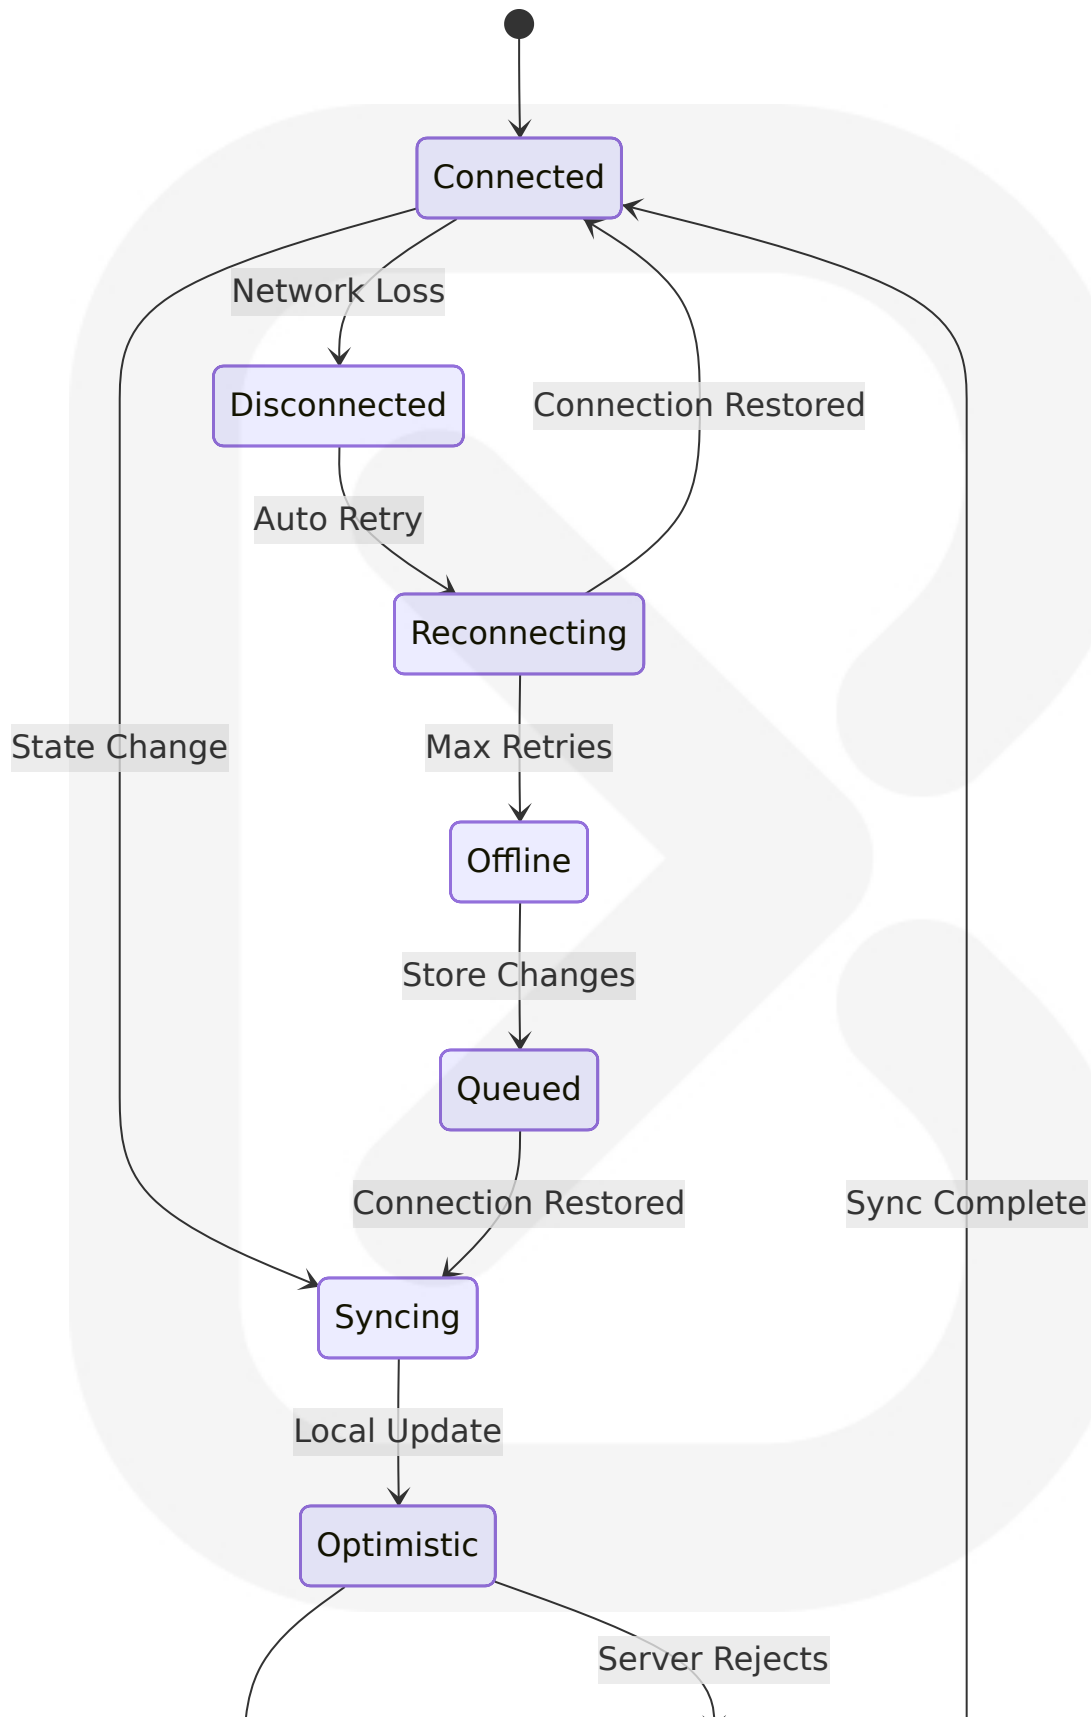 Connected
Network Loss
Disconnected
Connection Restored
Auto Retry
Reconnecting
State Change
Max Retries
Offline
Store Changes
Queued
Connection Restored
Sync Complete
Syncing
Local Update
Optimistic
Server Rejects